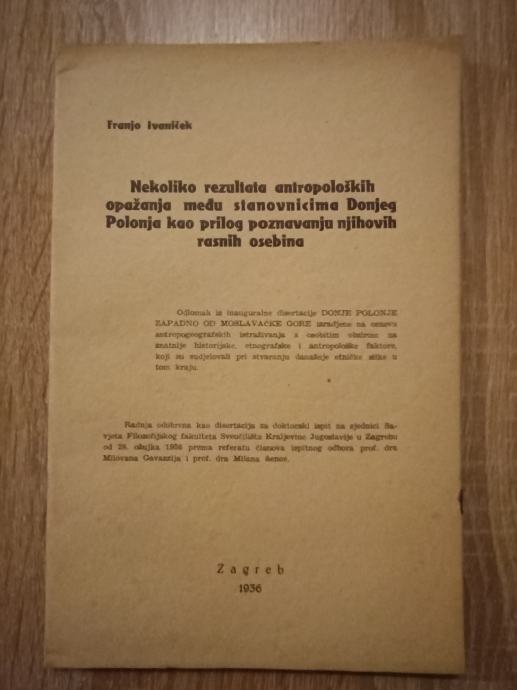 Franjo Ivaniček
Nekoliko rezultata antropoloških
opažanja među stanovnicima Donjeg
Polonja kao prilog poznavanju njihovih
rasnih osebina
Odlomak iz inauguralne disertacije DONJE POLONJE
ZAPADNO OD MOSLAVAČKE GORE izradjene na osnovu
antropogeografskih istraživanja s osobitim obzirom na
znatnije historijske, etnografske i antropološke faktore,
koji su sudjelovali pri stvaranju današnje etničke slike u
tom kraju.
Radnja odobrena kao disertacija za doktorski ispit na sjednici Sa-
vjeta Filozofijskog fakulteta Sveučilišta Kraljevine Jugoslavije u Zagrebu
od 28. ožujka 1936 prema referatu članova ispitnog odbora prof. dra
Milovana Gavazzija i prof. dra Milana Šenoe.
Zagreb
1936